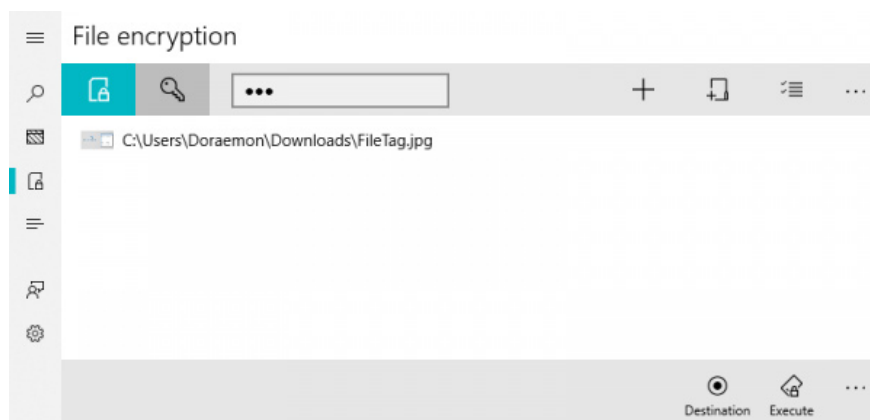 File encryption
•••
C:\Users\Doraemon\Downloads\FileTag.jpg
Destination
Execute